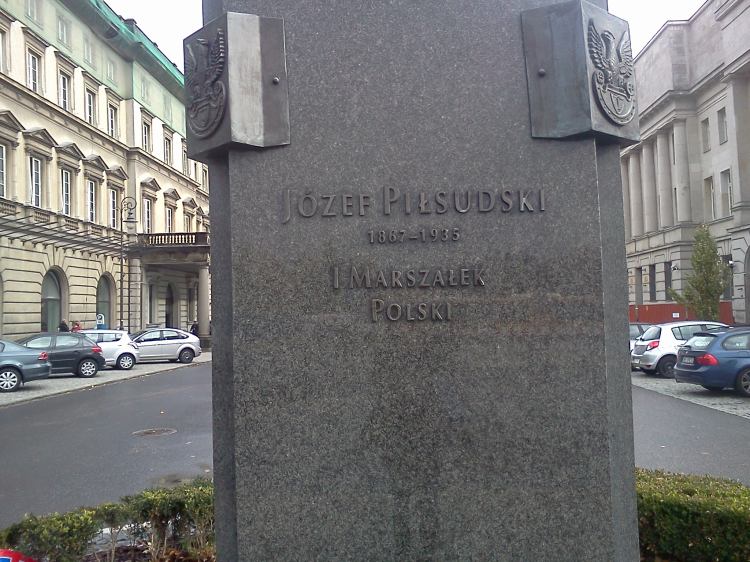 Józef Piłsudski
1867–1935
I Marszałek
Polski